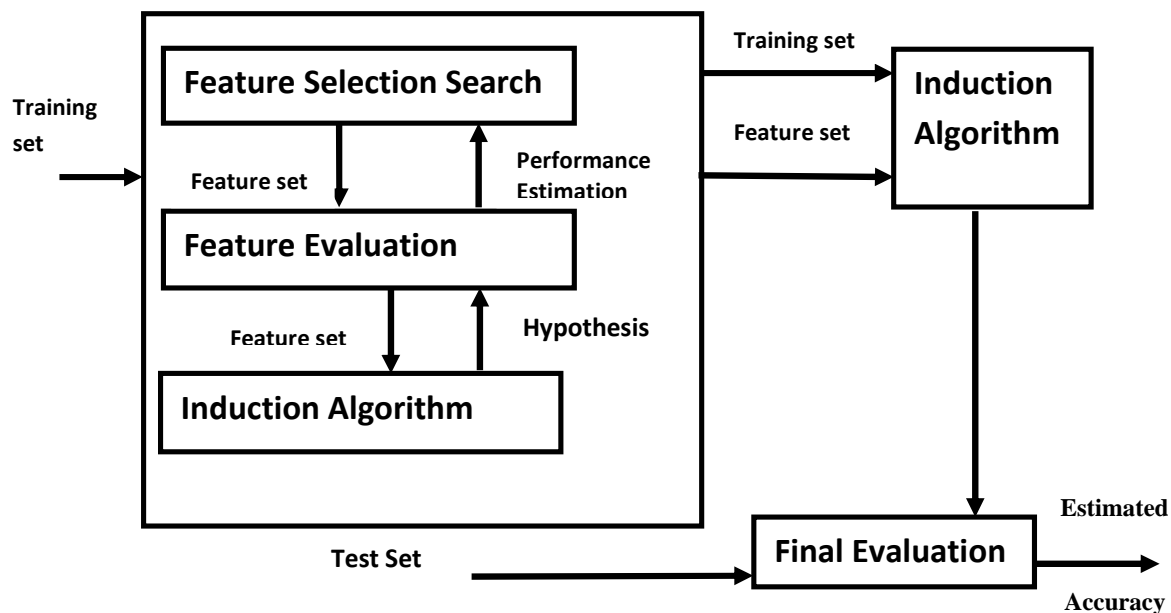 Training
set
Feature Selection Search
Feature set
Performance
Estimation
Feature Evaluation
Feature set
Hypothesis
Induction Algorithm
Training set
Feature set
Induction
Algorithm
Test Set
Final Evaluation
Estimated
Accuracy